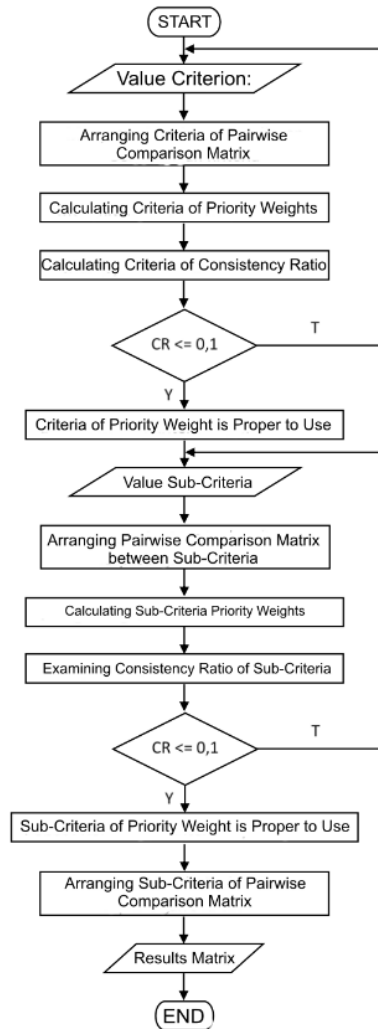 START
Value Criterion:
Arranging Criteria of Pairwise
Comparison Matrix
Calculating Criteria of Priority Weights
Calculating Criteria of Consistency Ratio
CR <= 0,1
T
Y
Criteria of Priority Weight is Proper to Use
Value Sub-Criteria
Arranging Pairwise Comparison Matrix
between Sub-Criteria
Calculating Sub-Criteria Priority Weights
Examining Consistency Ratio of Sub-Criteria
CR <= 0,1
T
Y
Sub-Criteria of Priority Weight is Proper to Use
Arranging Sub-Criteria of Pairwise
Comparison Matrix
Results Matrix
END